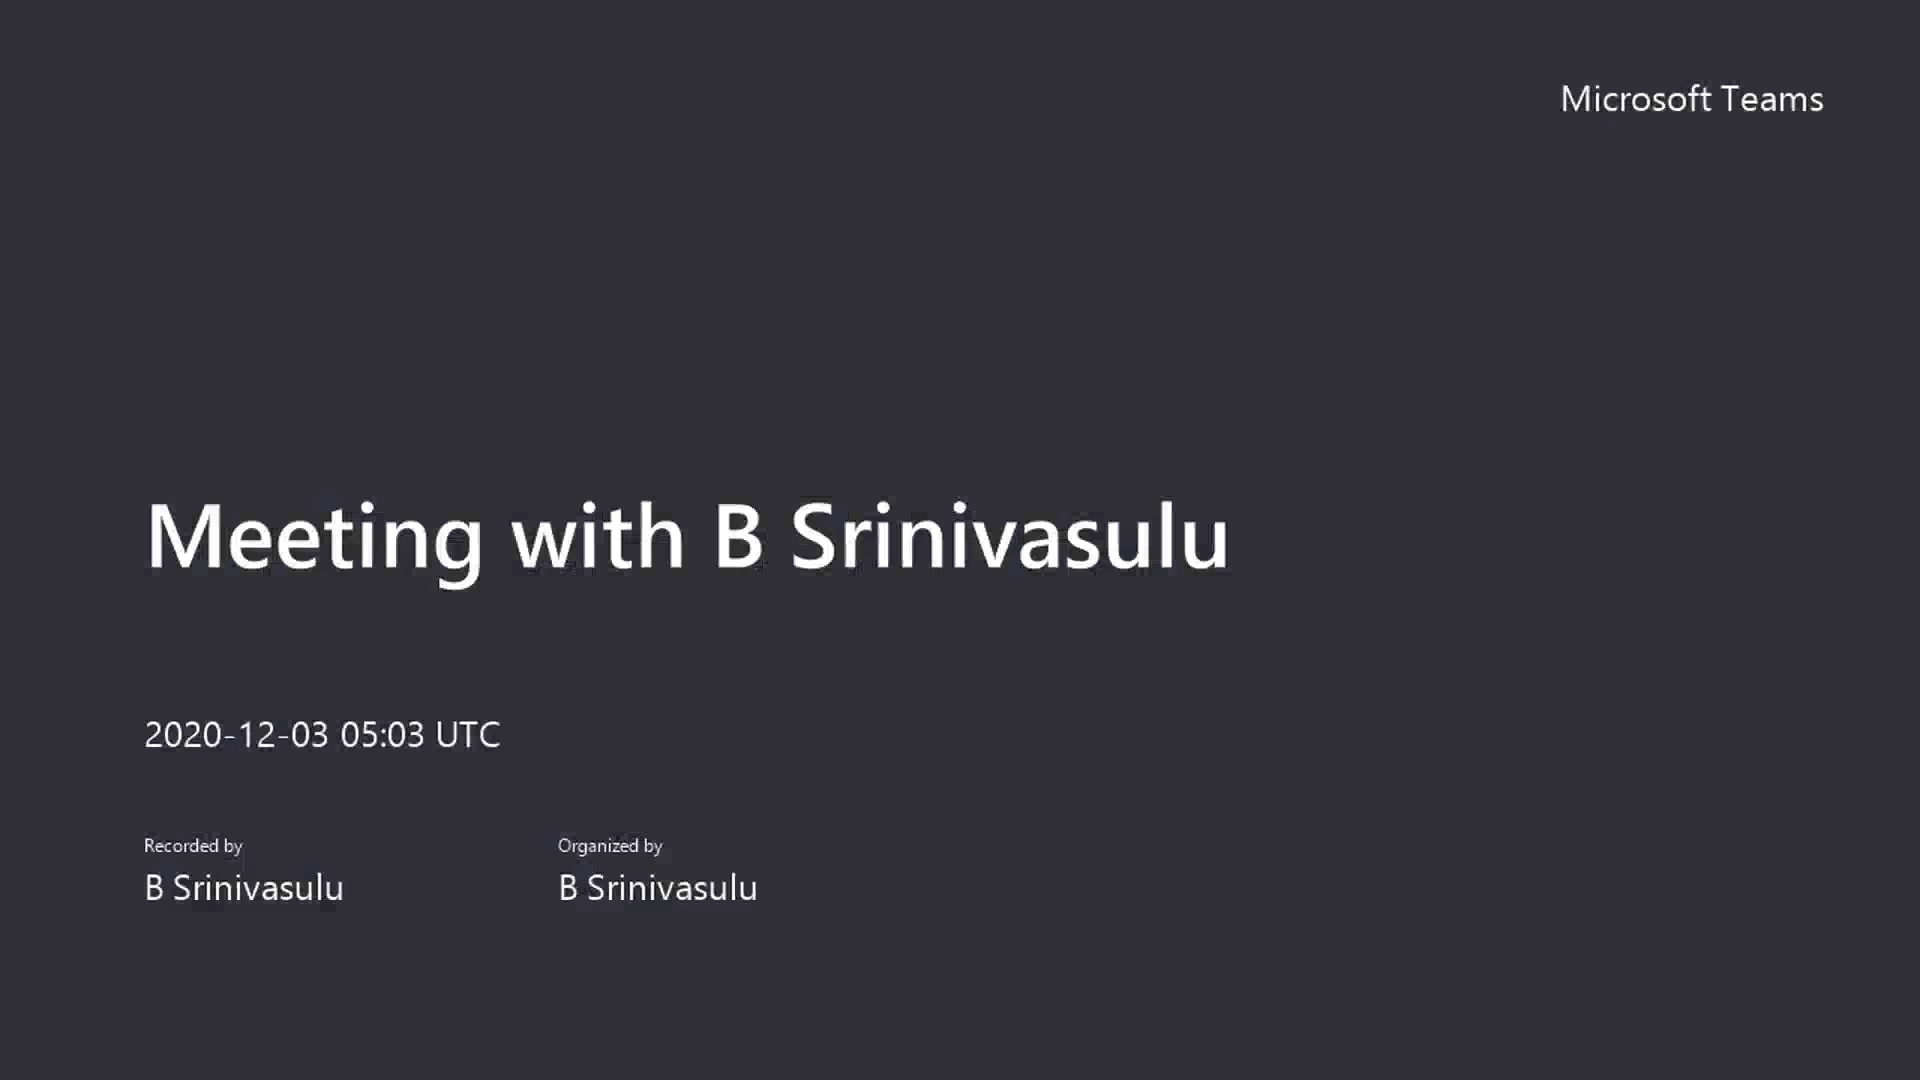 Microsoft Teams
Meeting with B Srinivasulu
2020-12-03 05:03 UTC
Recorded by
B Srinivasulu
Organized by
B Srinivasulu